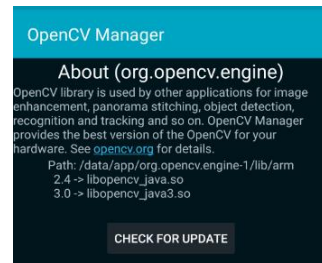 OpenCV Manager
About (org.opencv.engine)
OpenCV library is used by other applications for image
enhancement, panorama stitching, object detection,
recognition and tracking and so on. OpenCV Manager
provides the best version of the OpenCV for your
hardware. See opencv.org for details.
Path: /data/app/org.opencv.engine-1/lib/arm
2.4 -> libopencv_java.so
3.0 -> libopencv_java3.so
CHECK FOR UPDATE